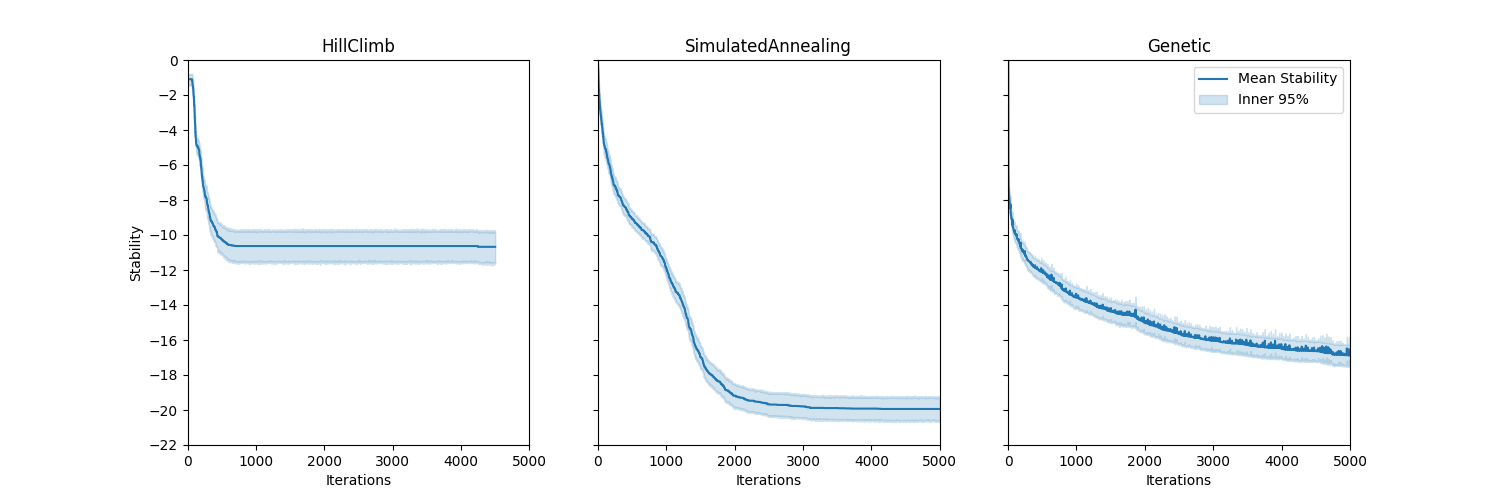 HillClimb
SimulatedAnnealing
Genetic
0
−2
−4
−6
−8
−10
−12
−14
−16
−18
−20
−22
Stability
Mean Stability
Inner 95%
0 1000 2000 3000 4000 5000
0 1000 2000 3000 4000 5000
0 1000 2000 3000 4000 5000
Iterations
Iterations
Iterations